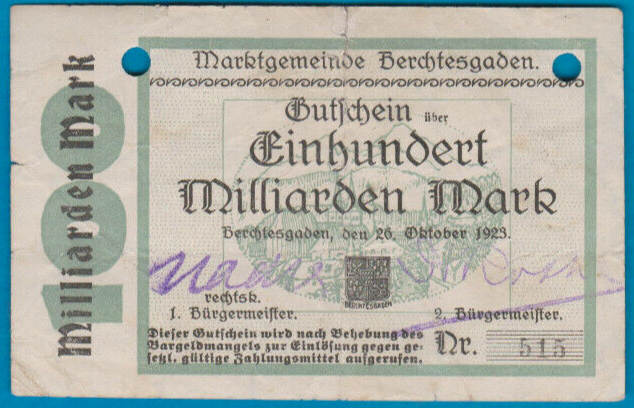 100
Milliarden Mark
Marktgemeinde Berchtesgaden.
Gutschein über
Einhundert
Milliarden Mark
Berchtesgaden, den 26. Oktober 1923.
BERCHTESGADEN
rechtsk.
1. Bürgermeister.
2. Bürgermeister.
Dieser Gutschein wird nach Behebung des
Bargeldmangels zur Einlösung gegen ge-
setzl. gültige Zahlungsmittel aufgerufen.
Nr. 515